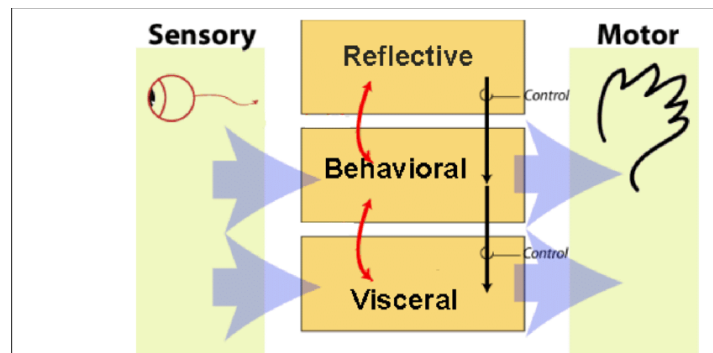 Sensory
Reflective
Motor
Control
Behavioral
Control
Visceral